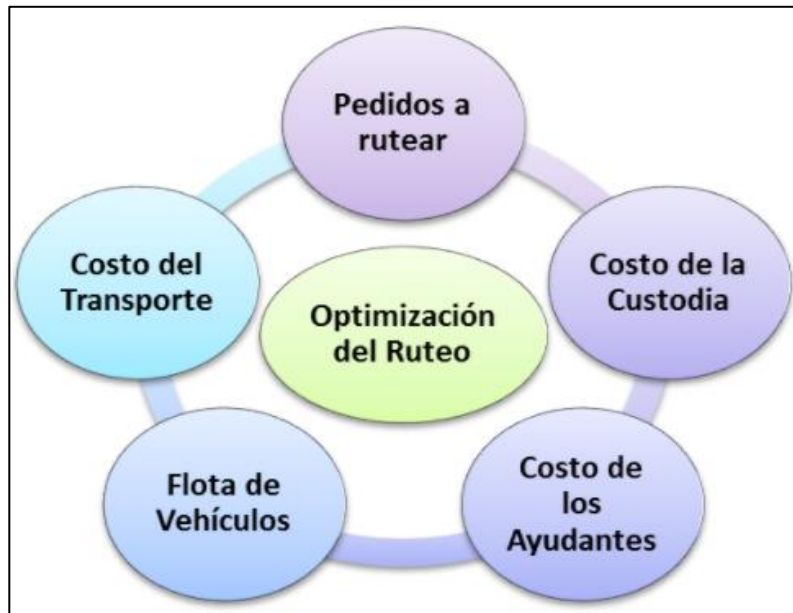 Pedidos a
rutear
Costo del
Transporte
Costo de la
Custodia
Optimización
del Ruteo
Flota de
Vehículos
Costo de
los
Ayudantes